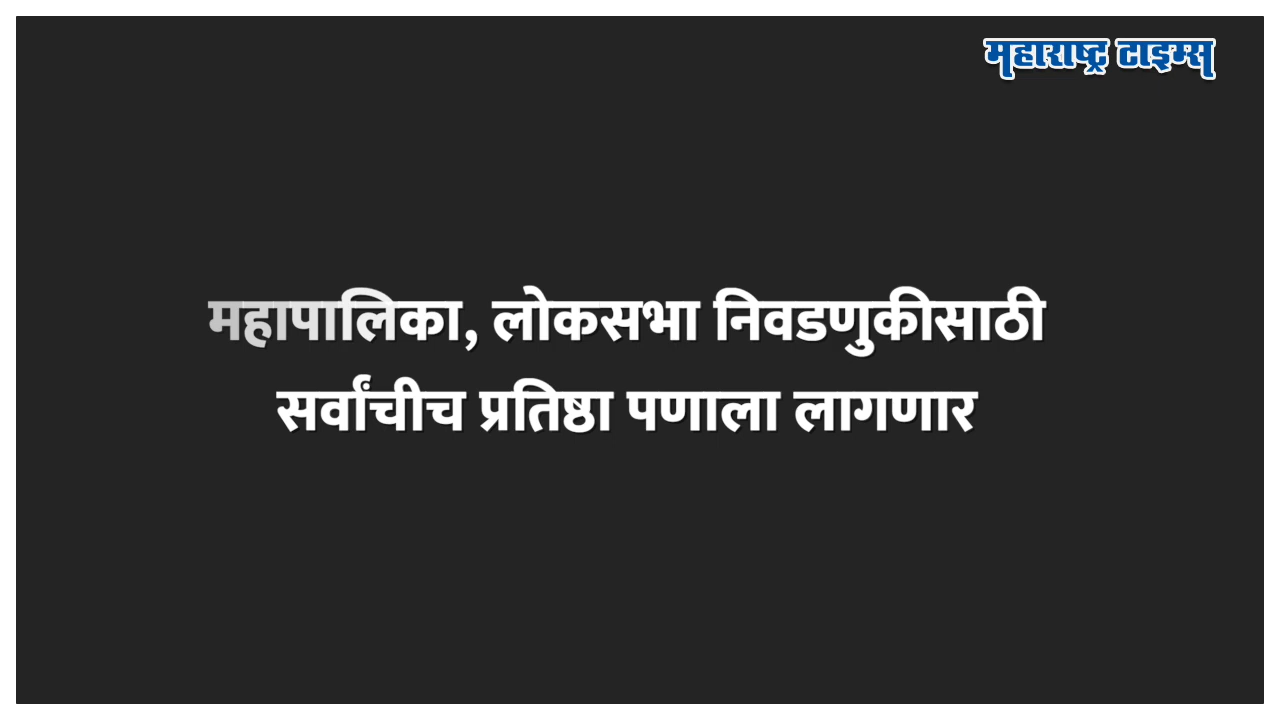 महाराष्ट्र टाइम्स
महापालिका, लोकसभा निवडणुकीसाठी
सर्वांचीच प्रतिष्ठा पणाला लागणार